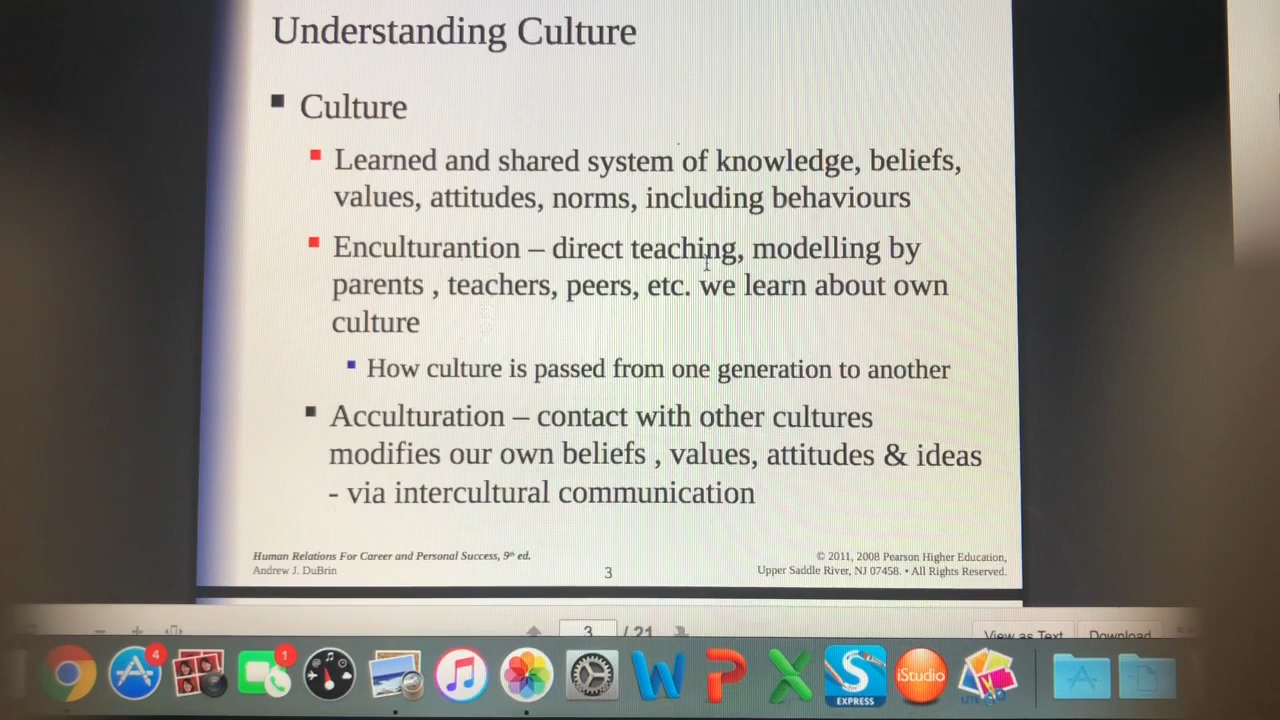 Understanding Culture
Culture
Learned and shared system of knowledge, beliefs,
values, attitudes, norms, including behaviours
Enculturantion – direct teaching, modelling by
parents , teachers, peers, etc. we learn about own
culture
How culture is passed from one generation to another
Acculturation – contact with other cultures
modifies our own beliefs , values, attitudes & ideas
- via intercultural communication
Human Relations For Career and Personal Success, 9th ed.
Andrew J. DuBrin
3
© 2011, 2008 Pearson Higher Education,
Upper Saddle River, NJ 07458. • All Rights Reserved.
3 / 21
View as Text
Download
4
1
EXPRESS
iStudio